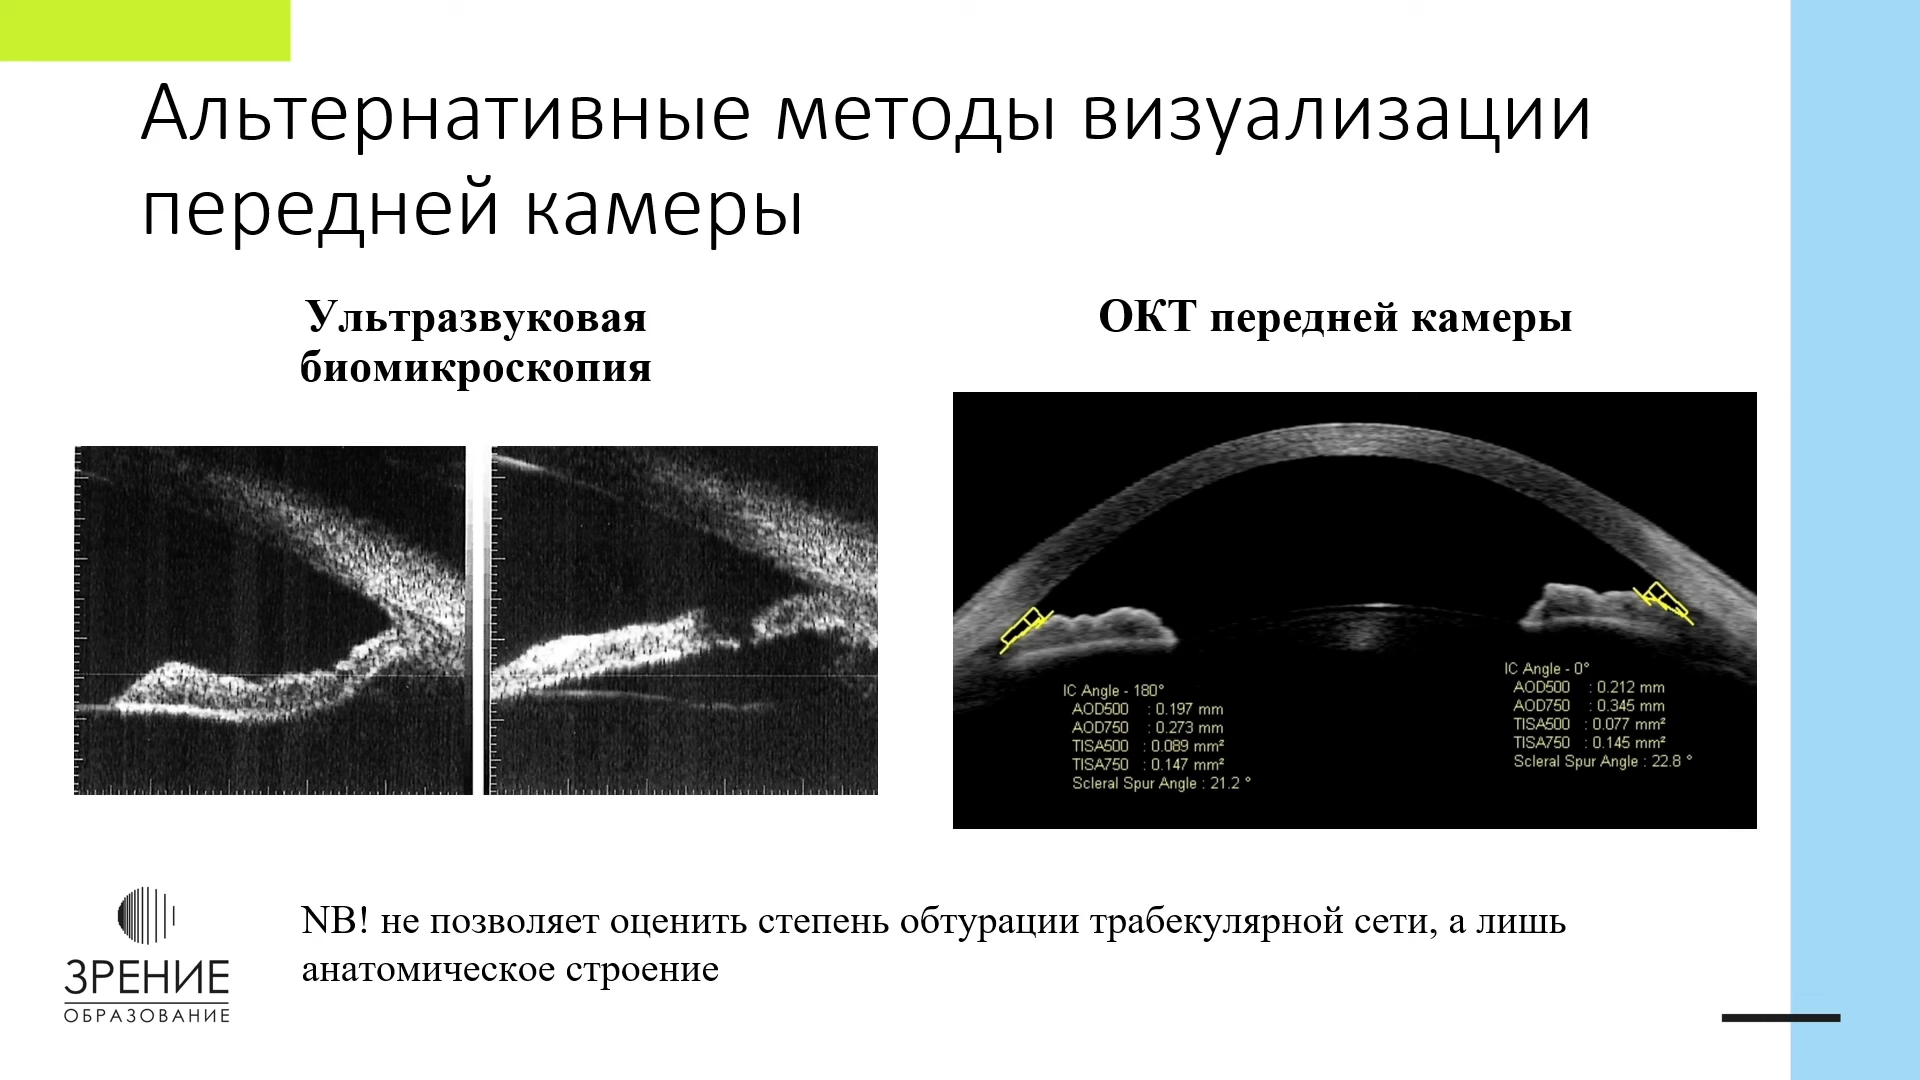 Альтернативные методы визуализации
передней камеры
Ультразвуковая
биомикроскопия
ОКТ передней камеры
IC Angle - 180°
AOD500 : 0.197 mm
AOD750 : 0.273 mm
TISA500 : 0.089 mm²
TISA750 : 0.147 mm²
Scleral Spur Angle : 21.2 °
IC Angle - 0°
AOD500 : 0.212 mm
AOD750 : 0.345 mm
TISA500 : 0.077 mm²
TISA750 : 0.145 mm²
Scleral Spur Angle : 22.8 °
NB! не позволяет оценить степень обтурации трабекулярной сети, а лишь
анатомическое строение
ЗРЕНИЕ
ОБРАЗОВАНИЕ